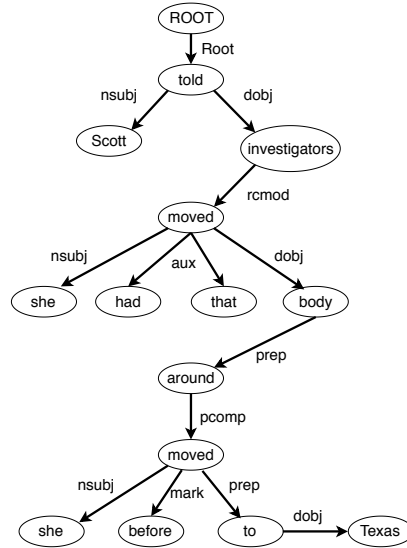 ROOT
Root
told
nsubj
dobj
Scott
investigators
rcmod
moved
nsubj
aux
dobj
she
had
that
body
prep
around
pcomp
moved
nsubj
mark
prep
dobj
she
before
to
Texas